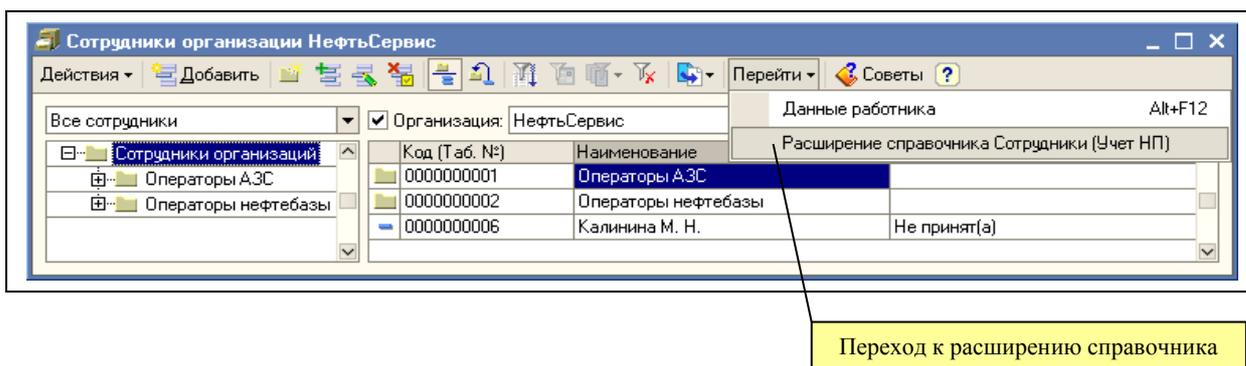 Сотрудники организации НефтьСервис
Действия Добавить Перейти Советы ?
Данные работника Alt+F12
Все сотрудники Организация: НефтьСервис
Расширение справочника Сотрудники (Учет НП)
Сотрудники организаций Код (Таб. №) Наименование
Операторы АЗС 0000000001 Операторы АЗС
Операторы нефтебазы 0000000002 Операторы нефтебазы
0000000006 Калинина М. Н. Не принят(а)
Переход к расширению справочника